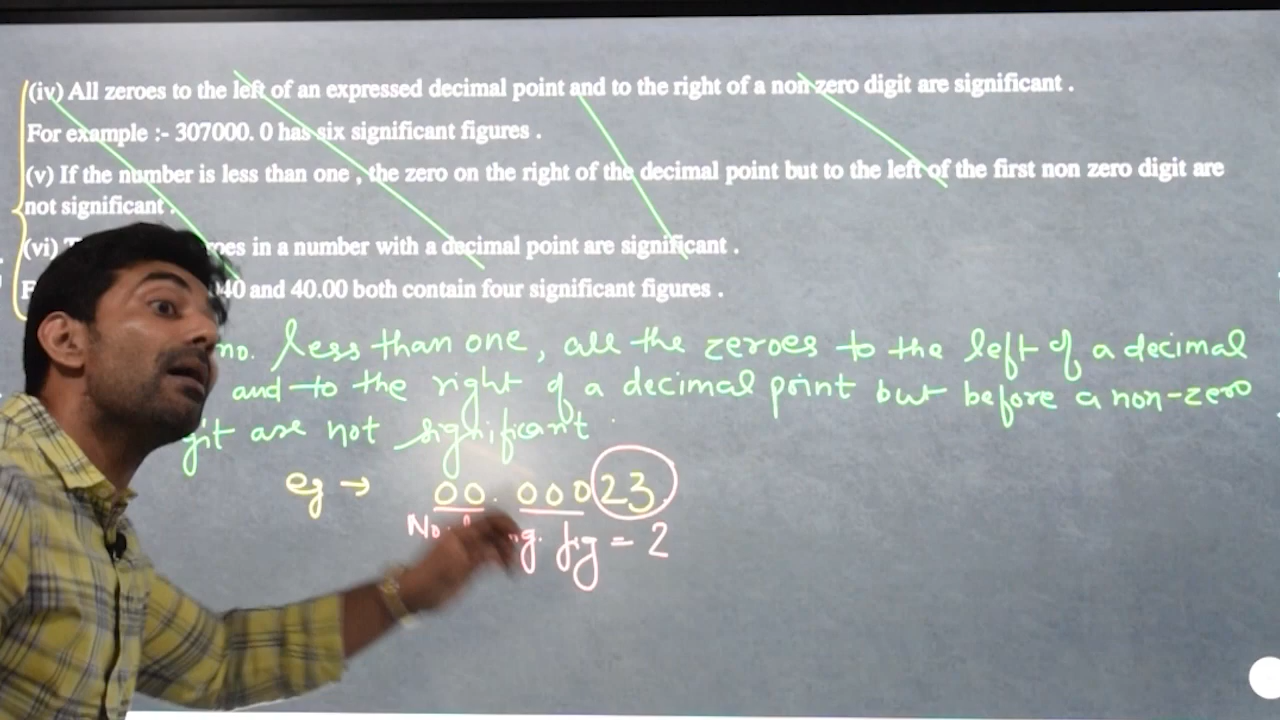 (iv) All zeroes to the left of an expressed decimal point and to the right of a non zero digit are significant .
For example :- 307000. 0 has six significant figures .
(v) If the number is less than one , the zero on the right of the decimal point but to the left of the first non zero digit are
not significant .
(vi) in a number with a decimal point are significant .
40 and 40.00 both contain four significant figures .
no. less than one, all the zeroes to the left of a decimal
and to the right of a decimal point but before a non-zero
git are not significant .
eg → 00.00023.
No. fig = 2